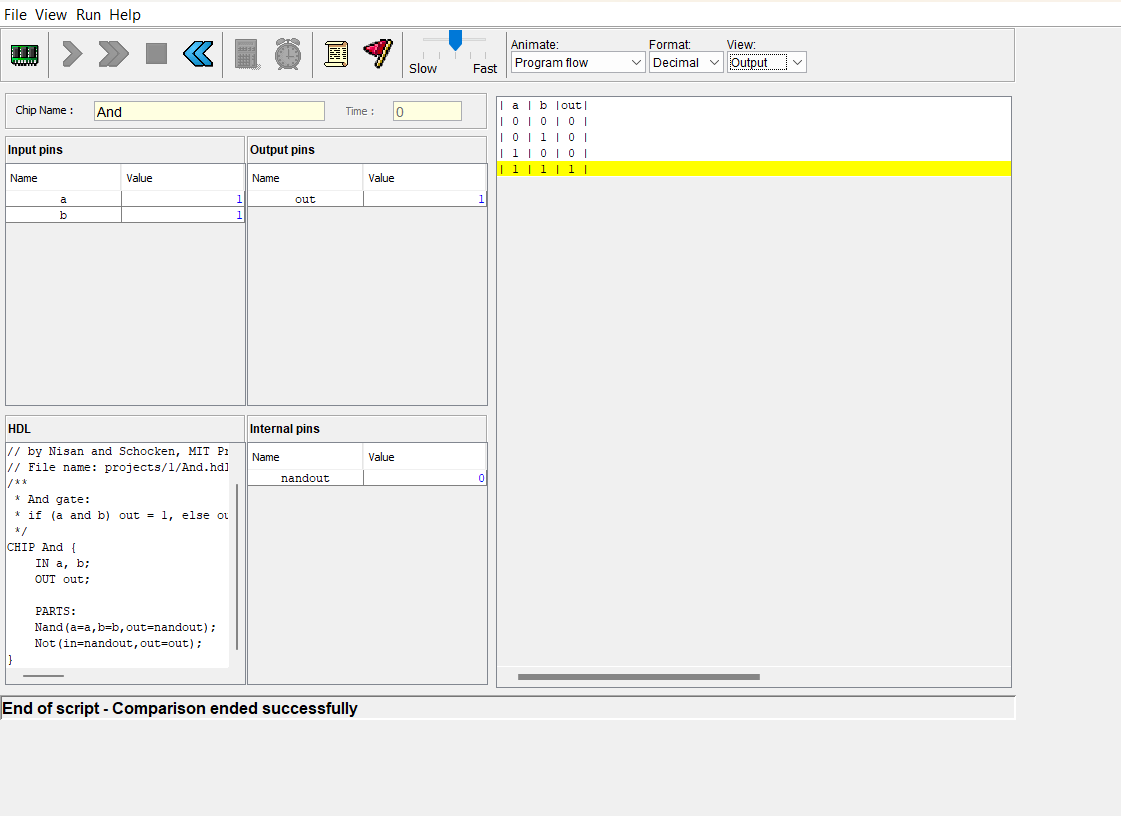 File View Run Help
Animate: Format: View:
Slow Fast Program flow Decimal Output
Chip Name : And Time : 0
Input pins
Name Value
a 1
b 1
Output pins
Name Value
out 1
HDL
// by Nisan and Schocken, MIT Pr
// File name: projects/1/And.hdl
/**
* And gate:
* if (a and b) out = 1, else ou
*/
CHIP And {
IN a, b;
OUT out;
PARTS:
Nand(a=a,b=b,out=nandout);
Not(in=nandout,out=out);
}
Internal pins
Name Value
nandout 0
| a | b |out|
| 0 | 0 | 0 |
| 0 | 1 | 0 |
| 1 | 0 | 0 |
| 1 | 1 | 1 |
End of script - Comparison ended successfully